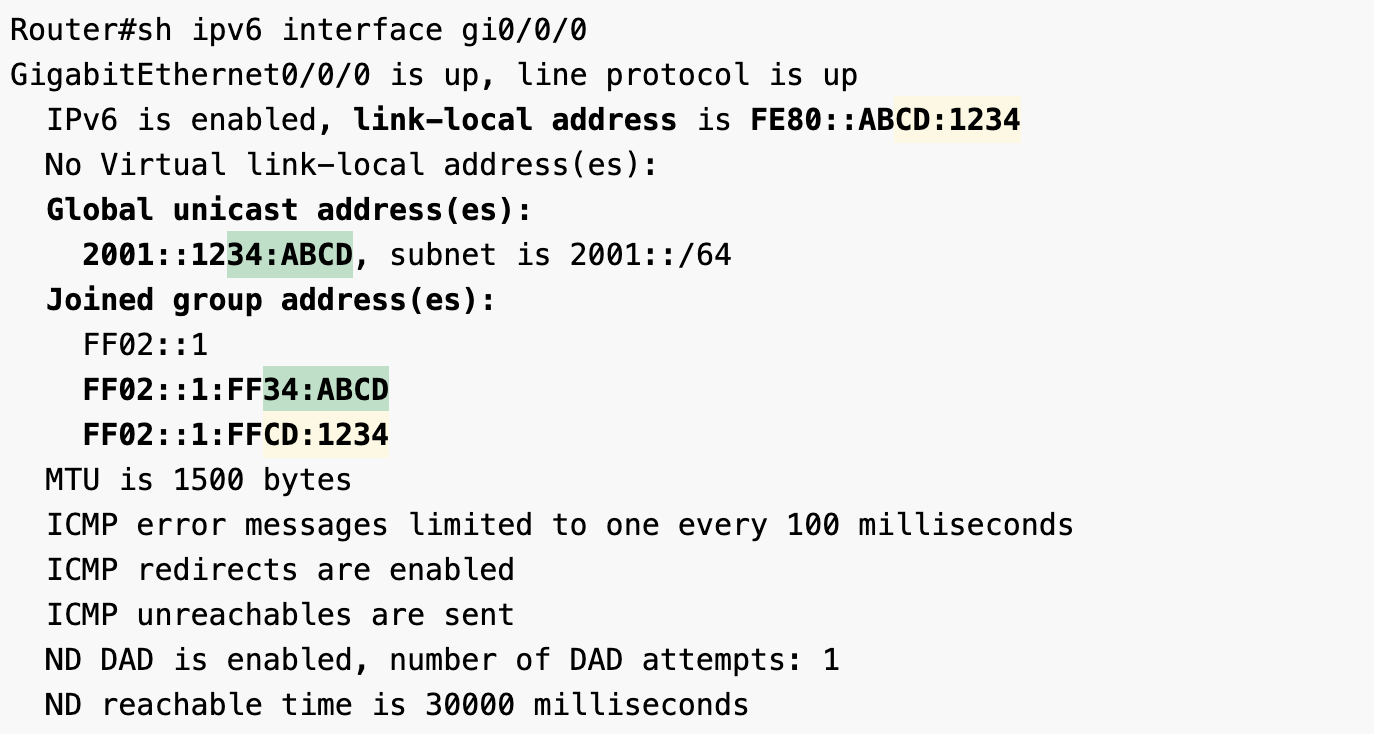 Router#sh ipv6 interface gi0/0/0
GigabitEthernet0/0/0 is up, line protocol is up
IPv6 is enabled, link-local address is FE80::ABCD:1234
No Virtual link-local address(es):
Global unicast address(es):
2001::1234:ABCD, subnet is 2001::/64
Joined group address(es):
FF02::1
FF02::1:FF34:ABCD
FF02::1:FFCD:1234
MTU is 1500 bytes
ICMP error messages limited to one every 100 milliseconds
ICMP redirects are enabled
ICMP unreachables are sent
ND DAD is enabled, number of DAD attempts: 1
ND reachable time is 30000 milliseconds